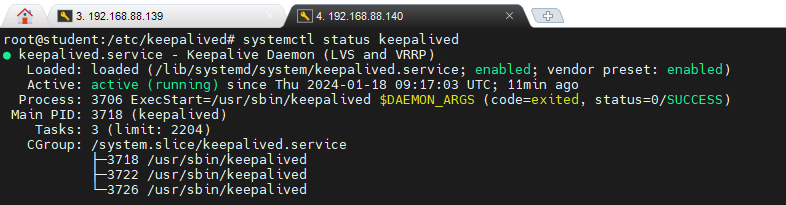 3. 192.168.88.139
4. 192.168.88.140
root@student:/etc/keepalived# systemctl status keepalived
● keepalived.service - Keepalive Daemon (LVS and VRRP)
   Loaded: loaded (/lib/systemd/system/keepalived.service; enabled; vendor preset: enabled)
   Active: active (running) since Thu 2024-01-18 09:17:03 UTC; 11min ago
  Process: 3706 ExecStart=/usr/sbin/keepalived $DAEMON_ARGS (code=exited, status=0/SUCCESS)
 Main PID: 3718 (keepalived)
    Tasks: 3 (limit: 2204)
   CGroup: /system.slice/keepalived.service
           ├─3718 /usr/sbin/keepalived
           ├─3722 /usr/sbin/keepalived
           └─3726 /usr/sbin/keepalived